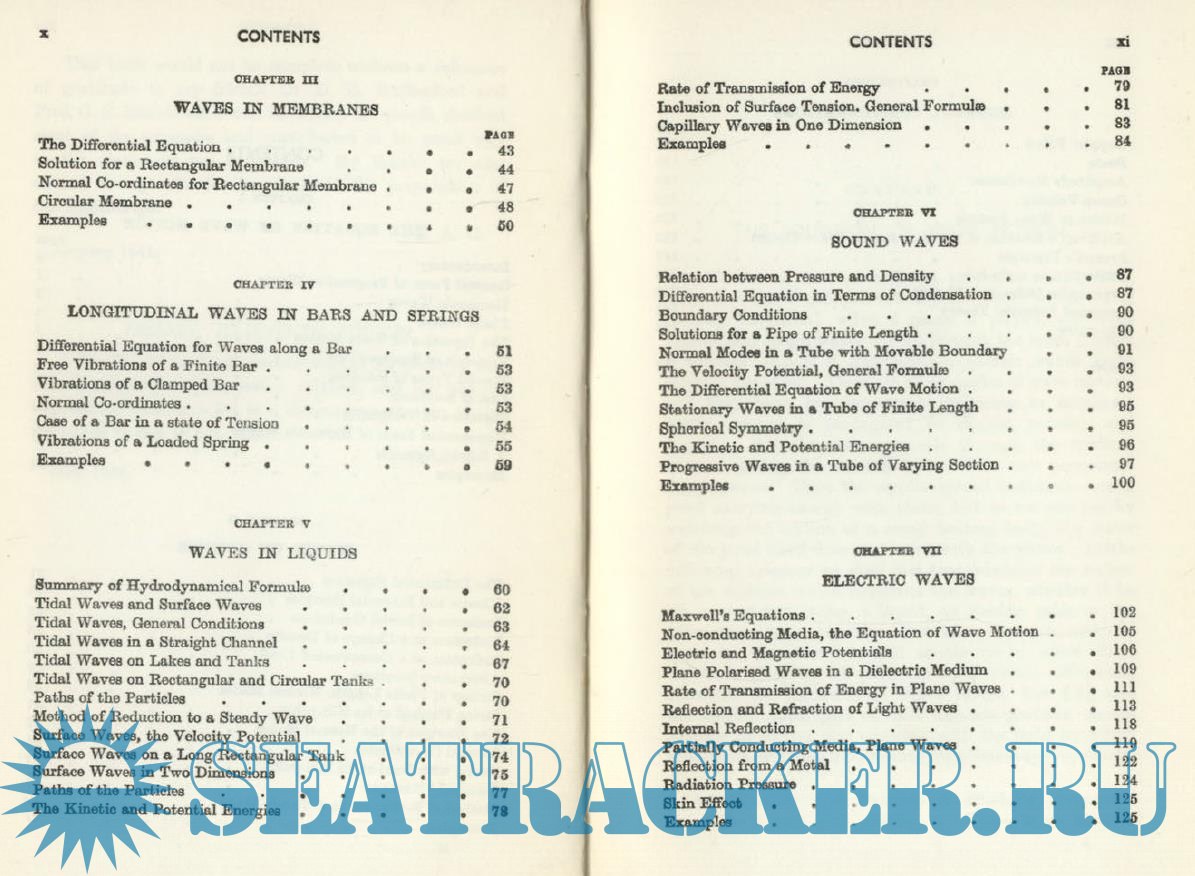 x
CONTENTS
CHAPTER III
WAVES IN MEMBRANES
PAGE
The Differential Equation . . . . . . . 43
Solution for a Rectangular Membrane . . . . 44
Normal Co-ordinates for Rectangular Membrane . . . 47
Circular Membrane . . . . . . . . 48
Examples . . . . . . . . . 50
CHAPTER IV
LONGITUDINAL WAVES IN BARS AND SPRINGS
Differential Equation for Waves along a Bar . . . 51
Free Vibrations of a Finite Bar . . . . . . 53
Vibrations of a Clamped Bar . . . . . . 53
Normal Co-ordinates . . . . . . . . 53
Case of a Bar in a state of Tension . . . . . 54
Vibrations of a Loaded Spring . . . . . . 55
Examples . . . . . . . . . 59
CHAPTER V
WAVES IN LIQUIDS
Summary of Hydrodynamical Formulæ . . . . 60
Tidal Waves and Surface Waves . . . . . 62
Tidal Waves, General Conditions . . . . . 63
Tidal Waves in a Straight Channel . . . . . 64
Tidal Waves on Lakes and Tanks . . . . . 67
Tidal Waves on Rectangular and Circular Tanks . . . 70
Paths of the Particles . . . . . . . 70
Method of Reduction to a Steady Wave . . . . 71
Surface Waves, the Velocity Potential . . . . . 72
Surface Waves on a Long Rectangular Tank . . . 74
Surface Waves in Two Dimensions . . . . . 75
Paths of the Particles . . . . . . . 77
The Kinetic and Potential Energies . . . . . 78
CONTENTS
xi
PAGE
Rate of Transmission of Energy . . . . . 79
Inclusion of Surface Tension. General Formulæ . . . 81
Capillary Waves in One Dimension . . . . . 83
Examples . . . . . . . . . 84
CHAPTER VI
SOUND WAVES
Relation between Pressure and Density . . . . 87
Differential Equation in Terms of Condensation . . . 87
Boundary Conditions . . . . . . . 90
Solutions for a Pipe of Finite Length . . . . . 90
Normal Modes in a Tube with Movable Boundary . . . 91
The Velocity Potential, General Formulæ . . . . 93
The Differential Equation of Wave Motion . . . . 93
Stationary Waves in a Tube of Finite Length . . . 95
Spherical Symmetry . . . . . . . . 95
The Kinetic and Potential Energies . . . . . 96
Progressive Waves in a Tube of Varying Section . . . 97
Examples . . . . . . . . . 100
CHAPTER VII
ELECTRIC WAVES
Maxwell's Equations . . . . . . . . 102
Non-conducting Media, the Equation of Wave Motion . . 105
Electric and Magnetic Potentials . . . . . 106
Plane Polarised Waves in a Dielectric Medium . . . 109
Rate of Transmission of Energy in Plane Waves . . . 111
Reflection and Refraction of Light Waves . . . . 113
Internal Reflection . . . . . . . 118
Partially Conducting Media, Plane Waves . . . . 119
Reflection from a Metal . . . . . . 122
Radiation Pressure . . . . . . . . 124
Skin Effect . . . . . . . . . 125
Examples . . . . . . . . . 125
SEATRACKER.RU